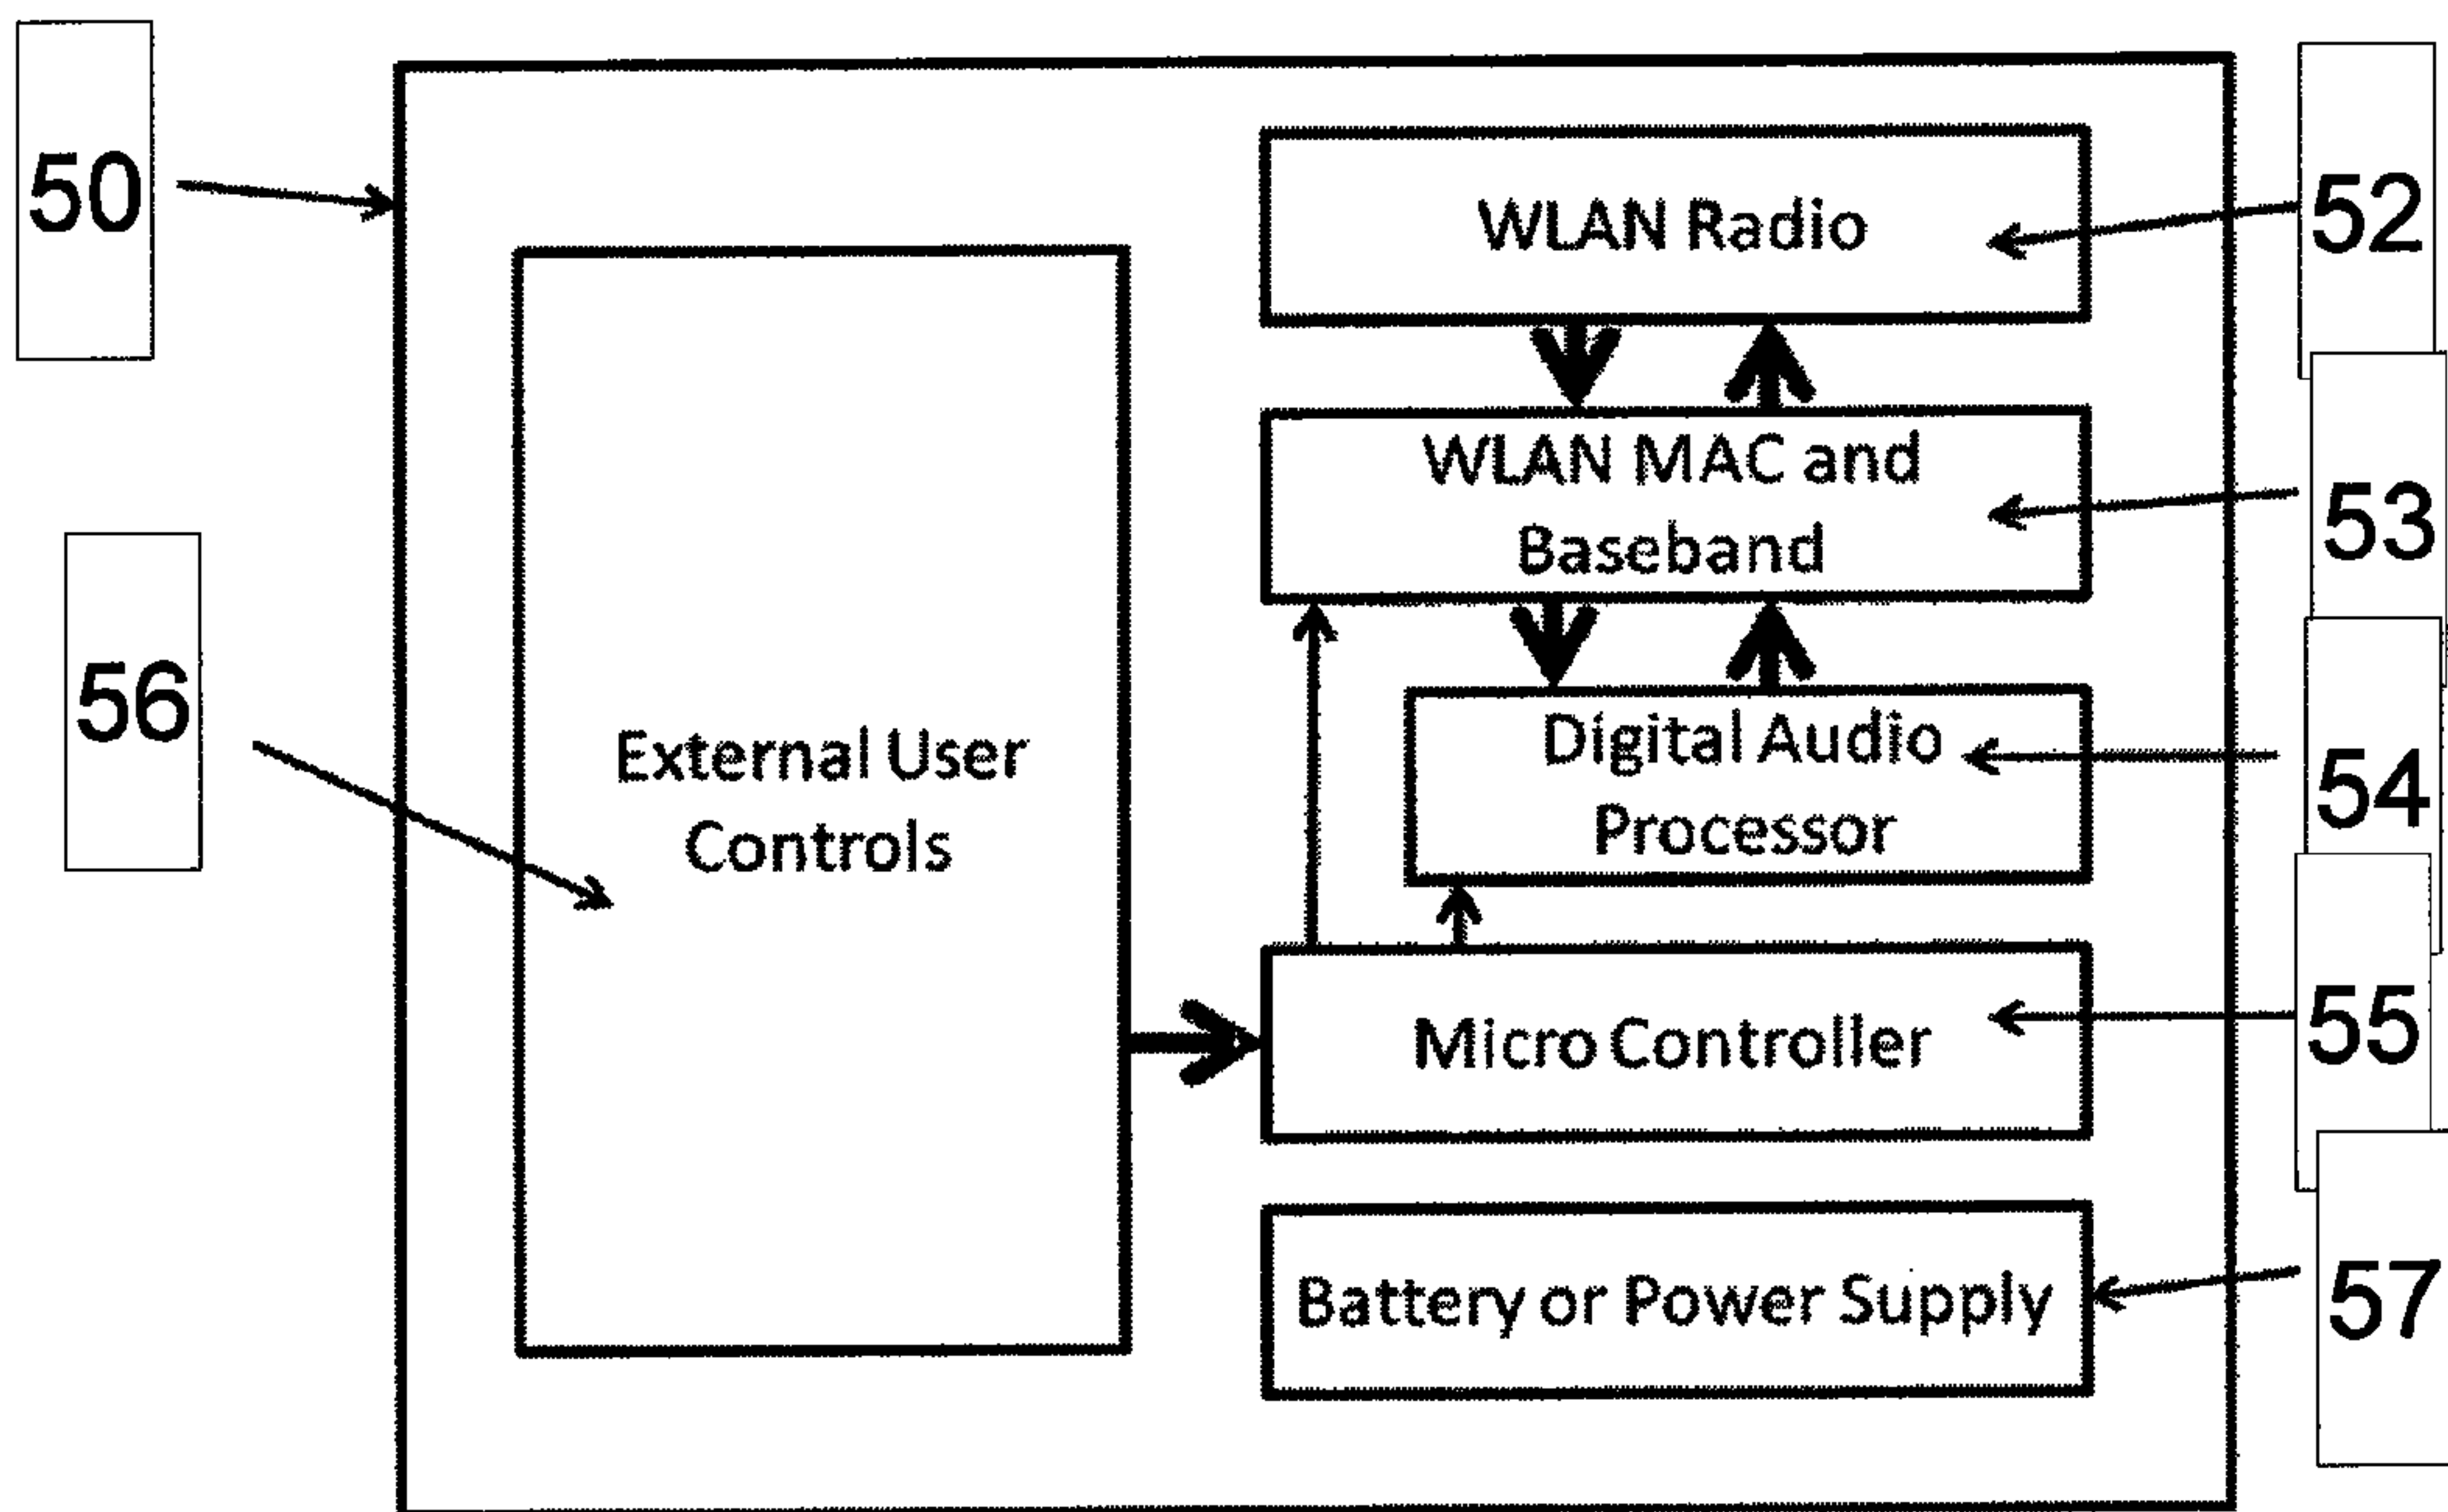 50
WLAN Radio
52
WLAN MAC and
Baseband
53
56
External User
Controls
Digital Audio
Processor
54
Micro Controller
55
Battery or Power Supply
57